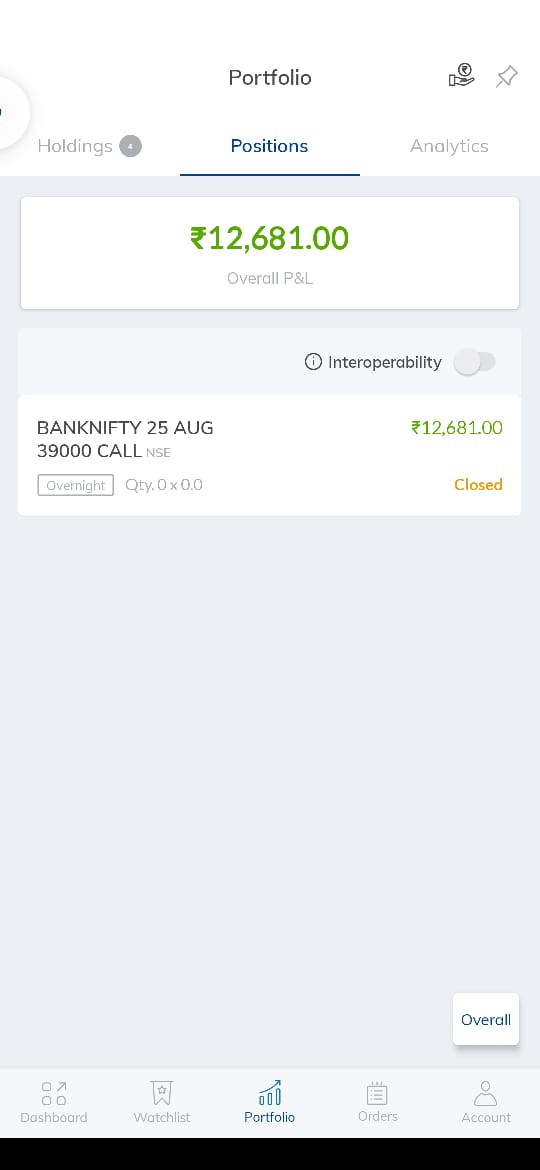 Portfolio
Holdings 4
Positions
Analytics
₹12,681.00
Overall P&L
Interoperability
BANKNIFTY 25 AUG ₹12,681.00
39000 CALL NSE
Overnight Qty. 0 x 0.0 Closed
Overall
Dashboard Watchlist Portfolio Orders Account